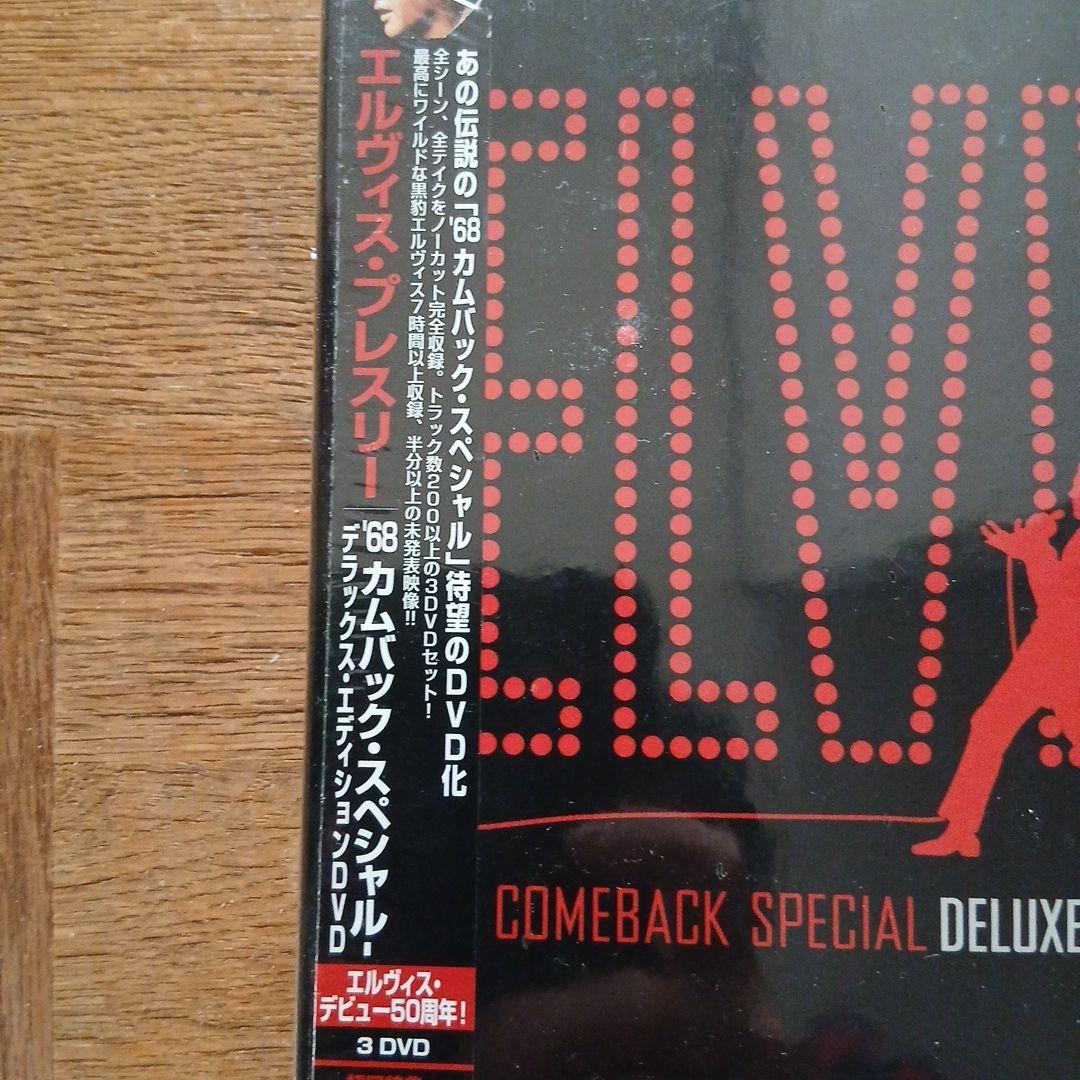 あの伝説の「'68カムバック・スペシャル」待望のDVD化
全シーン、全テイクをノーカット完全収録。トラック数200以上の3DVDセット!
最高にワイルドな黒豹エルヴィス7時間以上収録、半分以上の未発表映像!!
エルヴィス・プレスリー
'68カムバック・スペシャル-
デラックス・エディションDVD
エルヴィス・
デビュー50周年!
3 DVD
ELVI
COMEBACK SPECIAL DELUXE